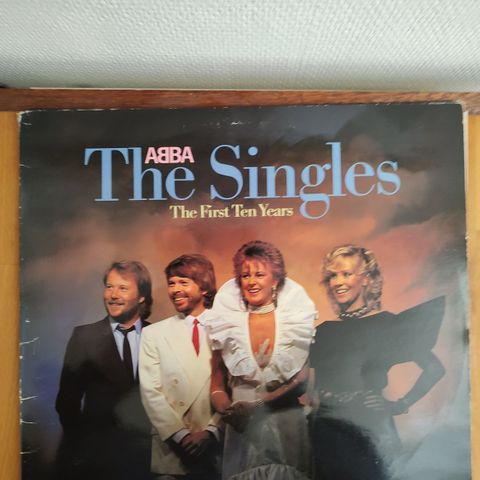 ABBA
The Singles
The First Ten Years